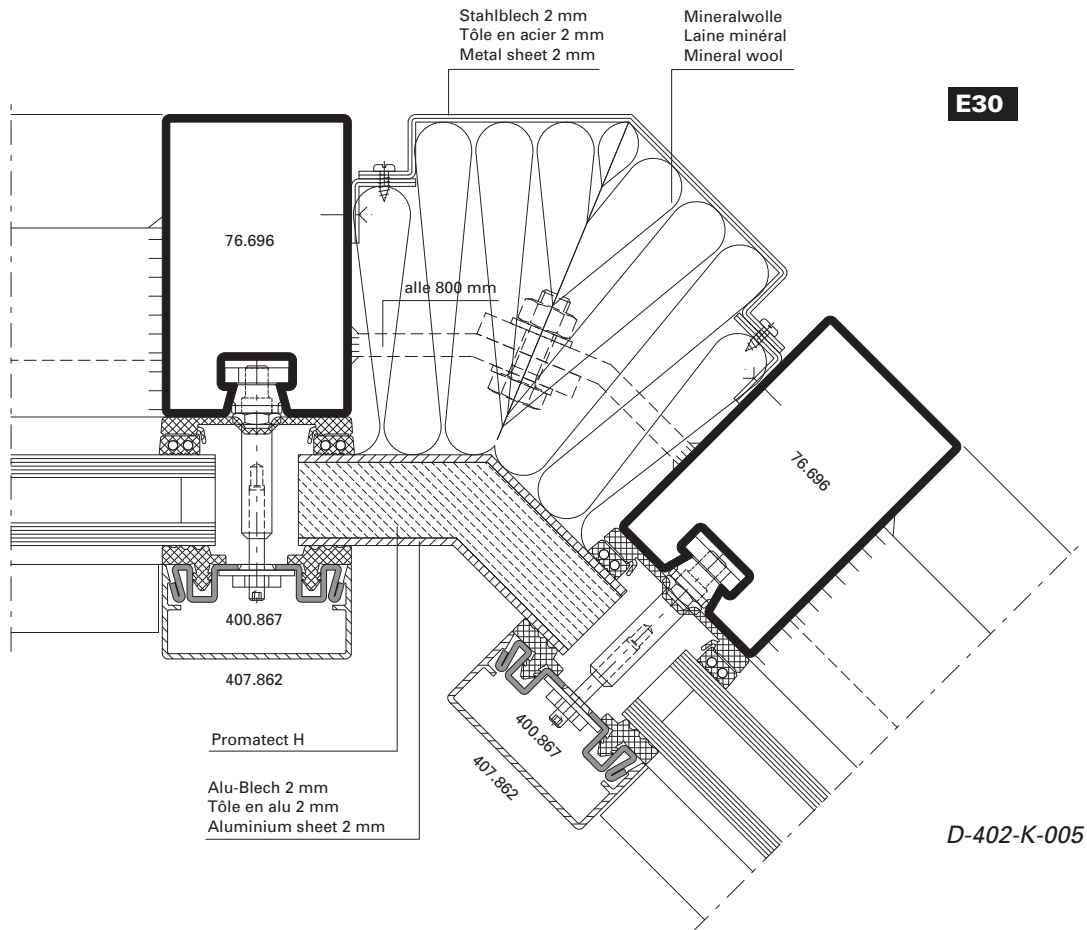 Stahlblech 2 mm
Tôle en acier 2 mm
Metal sheet 2 mm
Mineralwolle
Laine minéral
Mineral wool
E30
76.696
alle 800 mm
76.696
400.867
407.862
400.867
407.862
Promatect H
Alu-Blech 2 mm
Tôle en alu 2 mm
Aluminium sheet 2 mm
D-402-K-005